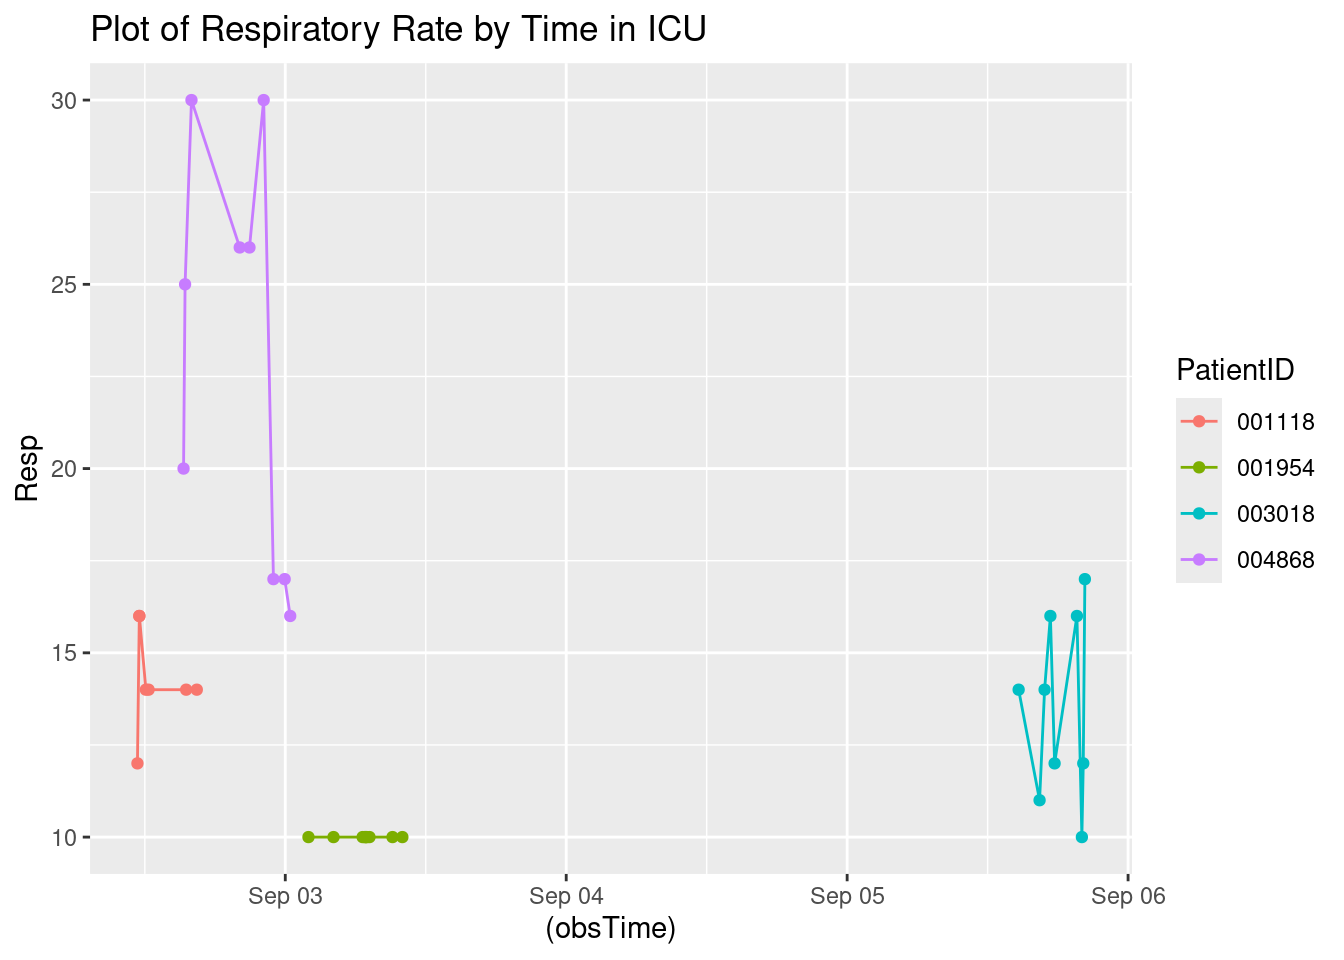 Plot of Respiratory Rate by Time in ICU
30
25
20
15
10
Resp
Sep 03 Sep 04 Sep 05 Sep 06
(obsTime)
PatientID
001118
001954
003018
004868